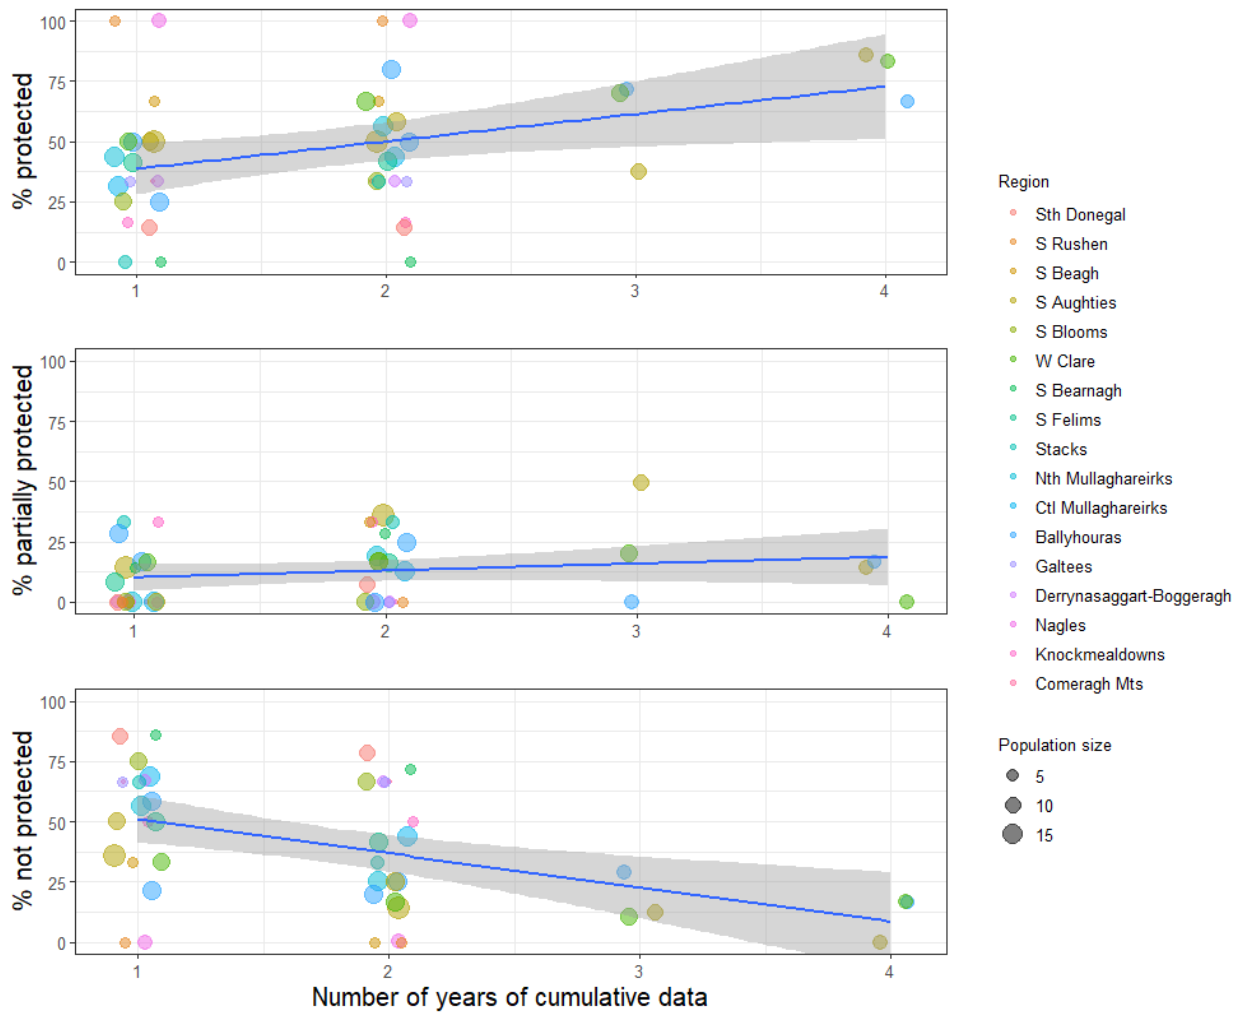 % protected
100
75
50
25
0
1 2 3 4
% partially protected
100
75
50
25
0
1 2 3 4
% not protected
100
75
50
25
0
1 2 3 4
Number of years of cumulative data
Region
Sth Donegal
S Rushen
S Beagh
S Aughties
S Blooms
W Clare
S Bearnagh
S Felims
Stacks
Nth Mullaghareirks
Ctl Mullaghareirks
Ballyhouras
Galtees
Derrynasaggart-Boggeragh
Nagles
Knockmealdowns
Comeragh Mts
Population size
5
10
15